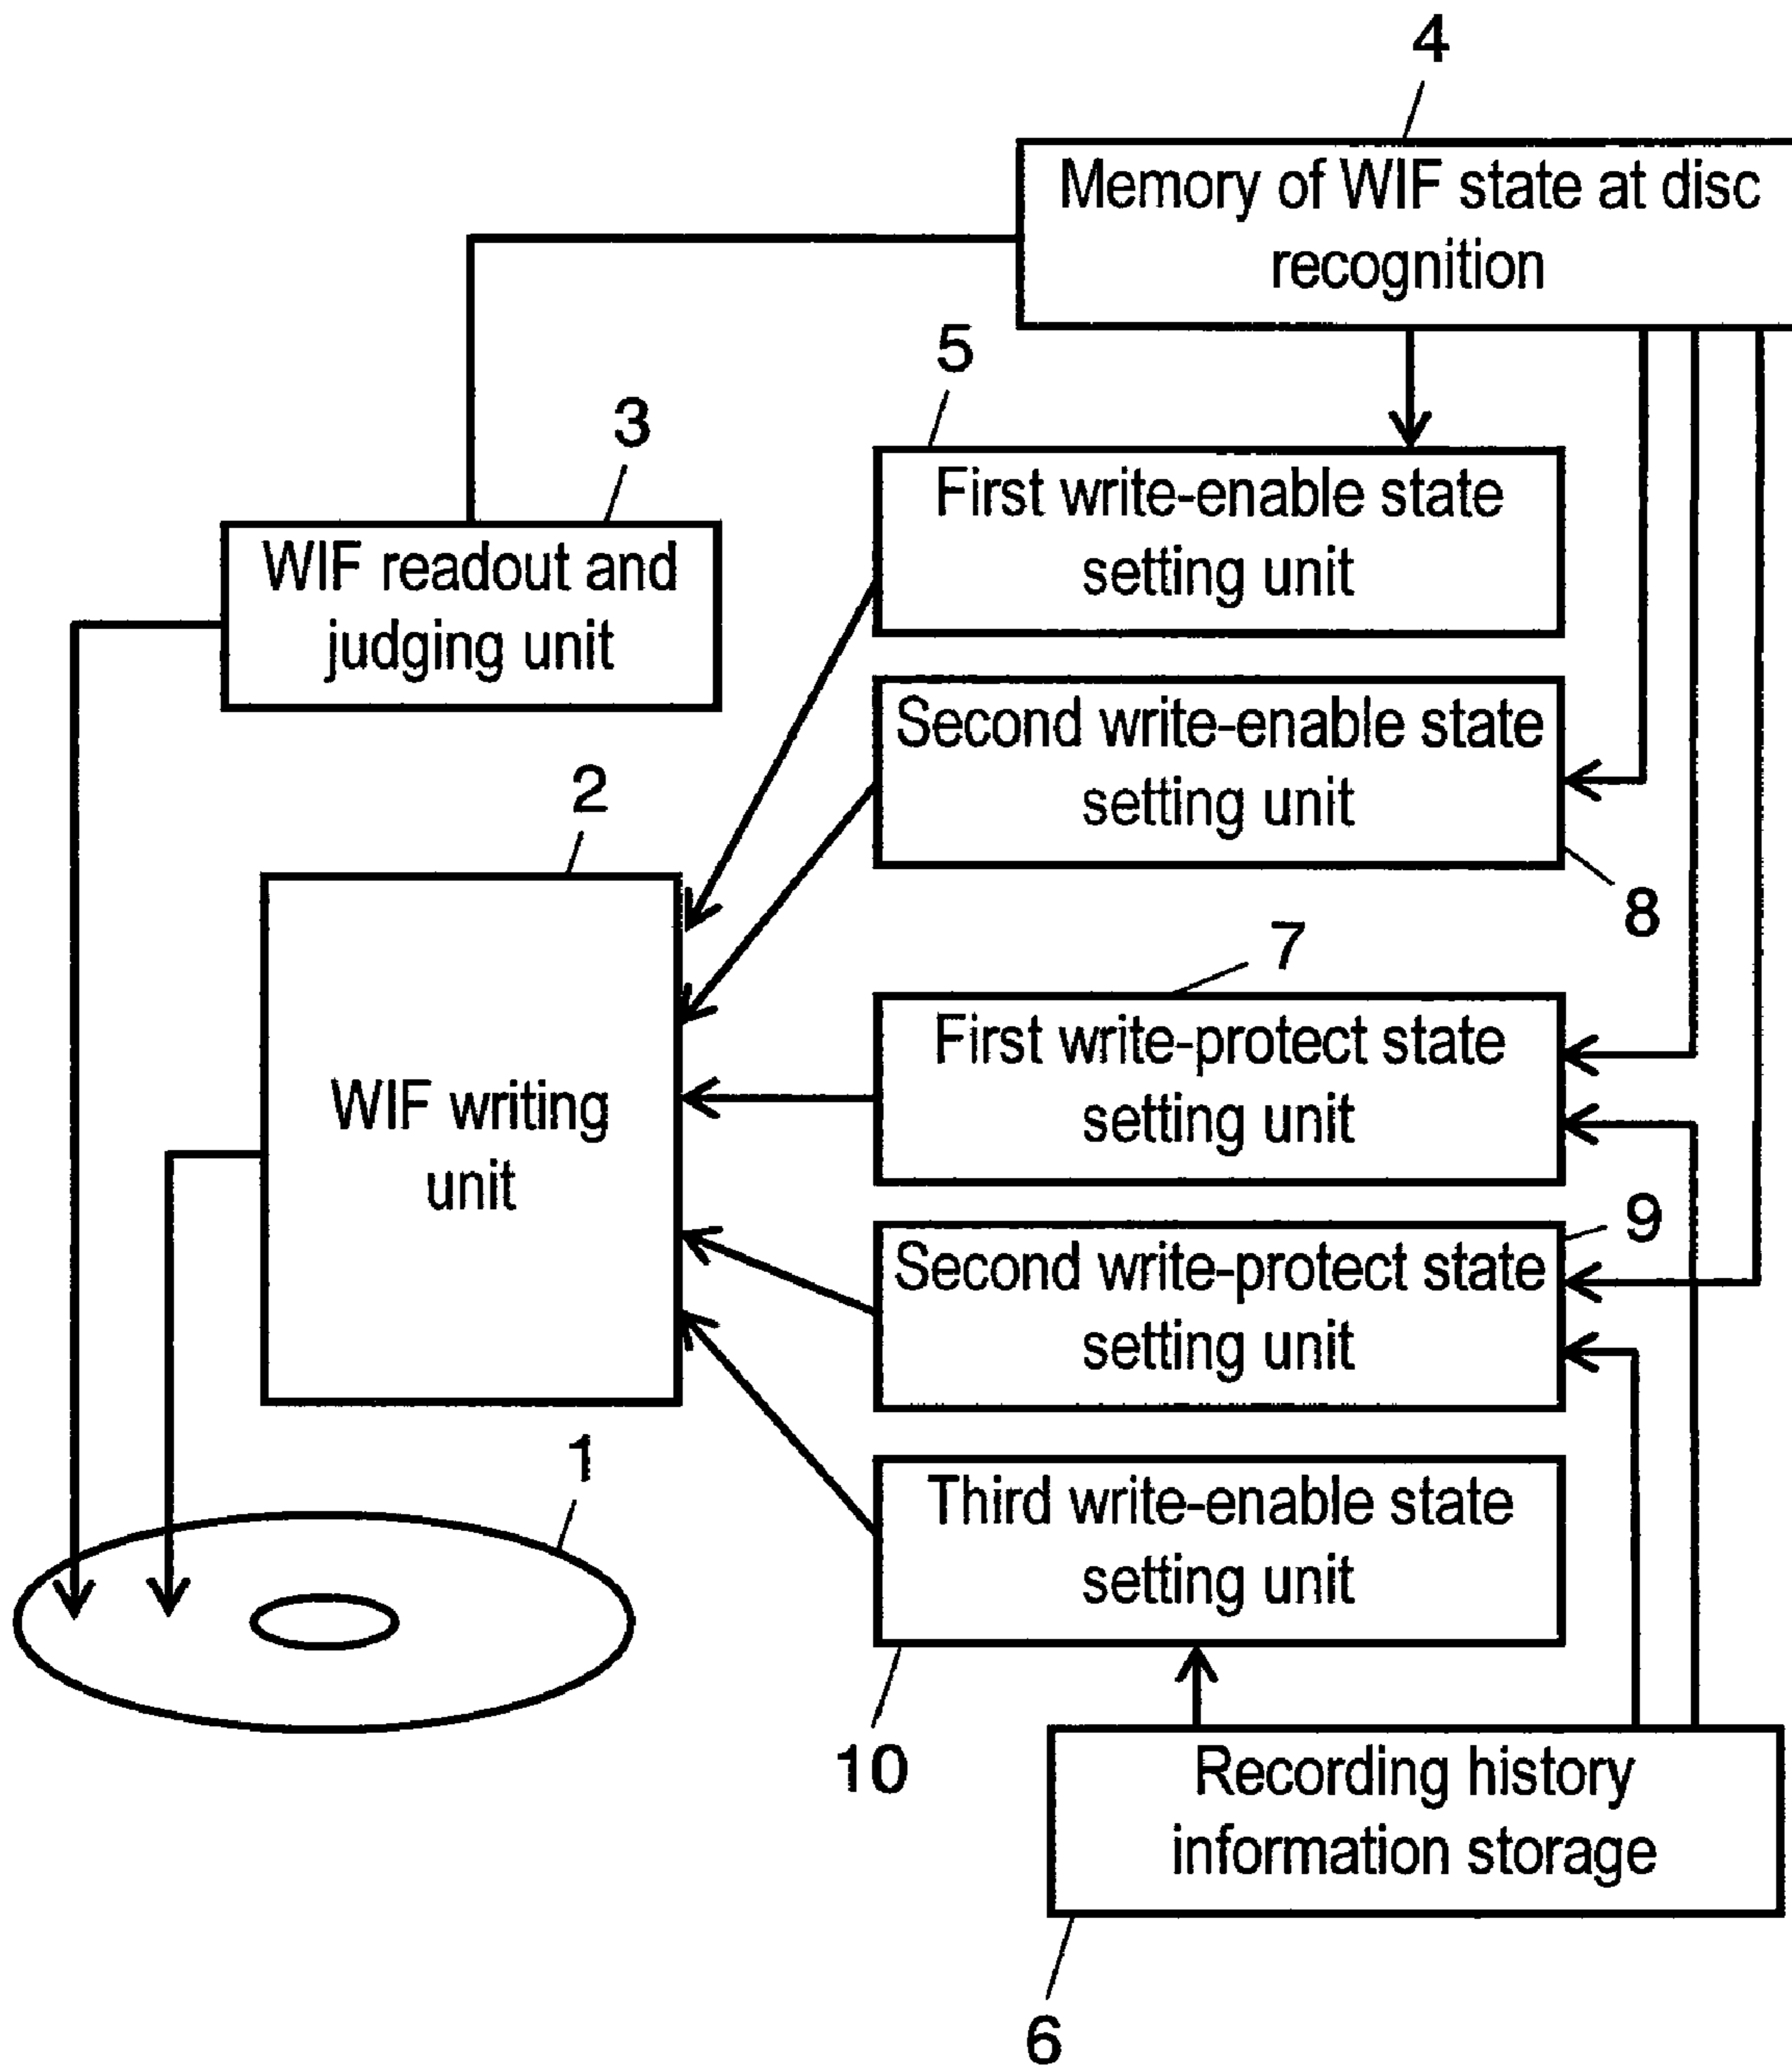 4
Memory of WIF state at disc
recognition
5
First write-enable state
setting unit
3
WIF readout and
judging unit
Second write-enable state
setting unit
8
2
WIF writing
unit
7
First write-protect state
setting unit
9
Second write-protect state
setting unit
1
Third write-enable state
setting unit
10
Recording history
information storage
6